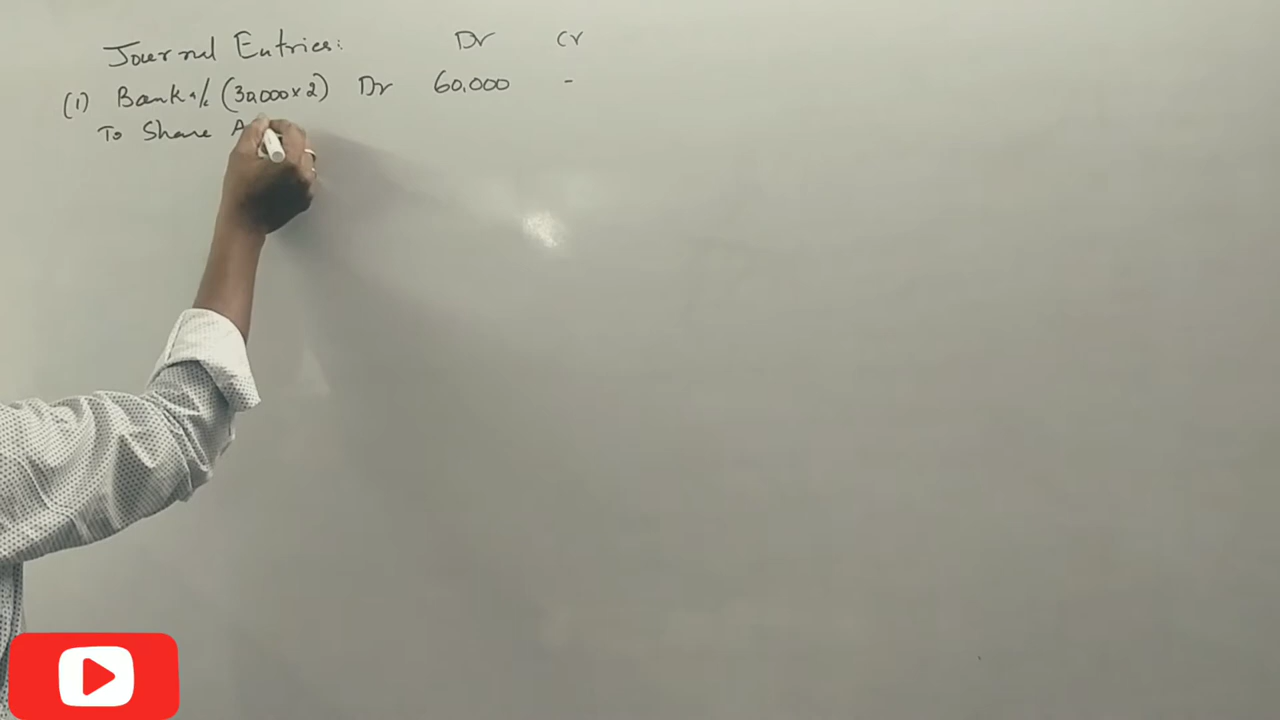 Journal Entries: Dr Cr
(1) Bank a/c (30,000 × 2) Dr 60,000 -
To Share A